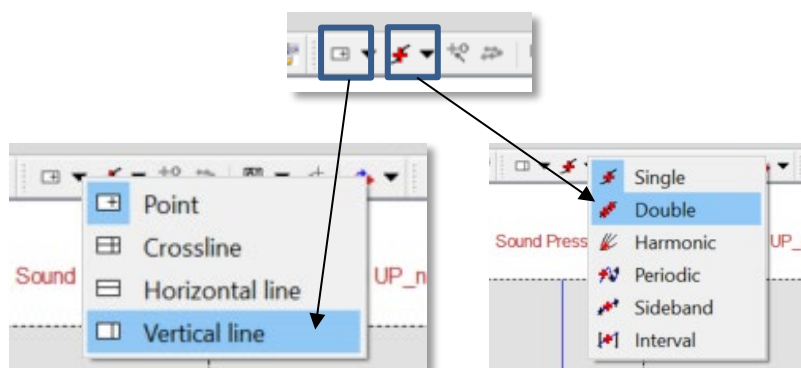 Point
Crossline
Sound
Horizontal line
UP_n
Vertical line
Single
Double
Sound Press
Harmonic
UP_
Periodic
Sideband
Interval